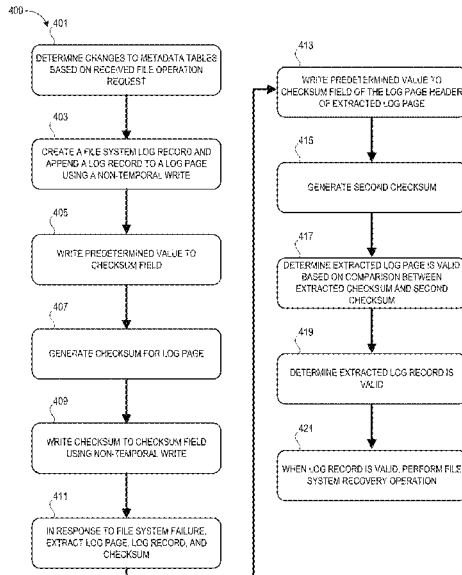 400
401
DETERMINE CHANGES TO METADATA TABLES
BASED ON RECEIVED FILE OPERATION
REQUEST
403
CREATE A FILE SYSTEM LOG RECORD AND
APPEND A LOG RECORD TO A LOG PAGE
USING A NON-TEMPORAL WRITE
405
WRITE PREDETERMINED VALUE TO
CHECKSUM FIELD
407
GENERATE CHECKSUM FOR LOG PAGE
409
WRITE CHECKSUM TO CHECKSUM FIELD
USING NON-TEMPORAL WRITE
411
IN RESPONSE TO FILE SYSTEM FAILURE,
EXTRACT LOG PAGE, LOG RECORD, AND
CHECKSUM
413
WRITE PREDETERMINED VALUE TO
CHECKSUM FIELD OF THE LOG PAGE HEADER
OF EXTRACTED LOG PAGE
415
GENERATE SECOND CHECKSUM
417
DETERMINE EXTRACTED LOG PAGE IS VALID
BASED ON COMPARISON BETWEEN
EXTRACTED CHECKSUM AND SECOND
CHECKSUM
419
DETERMINE EXTRACTED LOG RECORD IS
VALID
421
WHEN LOG RECORD IS VALID, PERFORM FILE
SYSTEM RECOVERY OPERATION